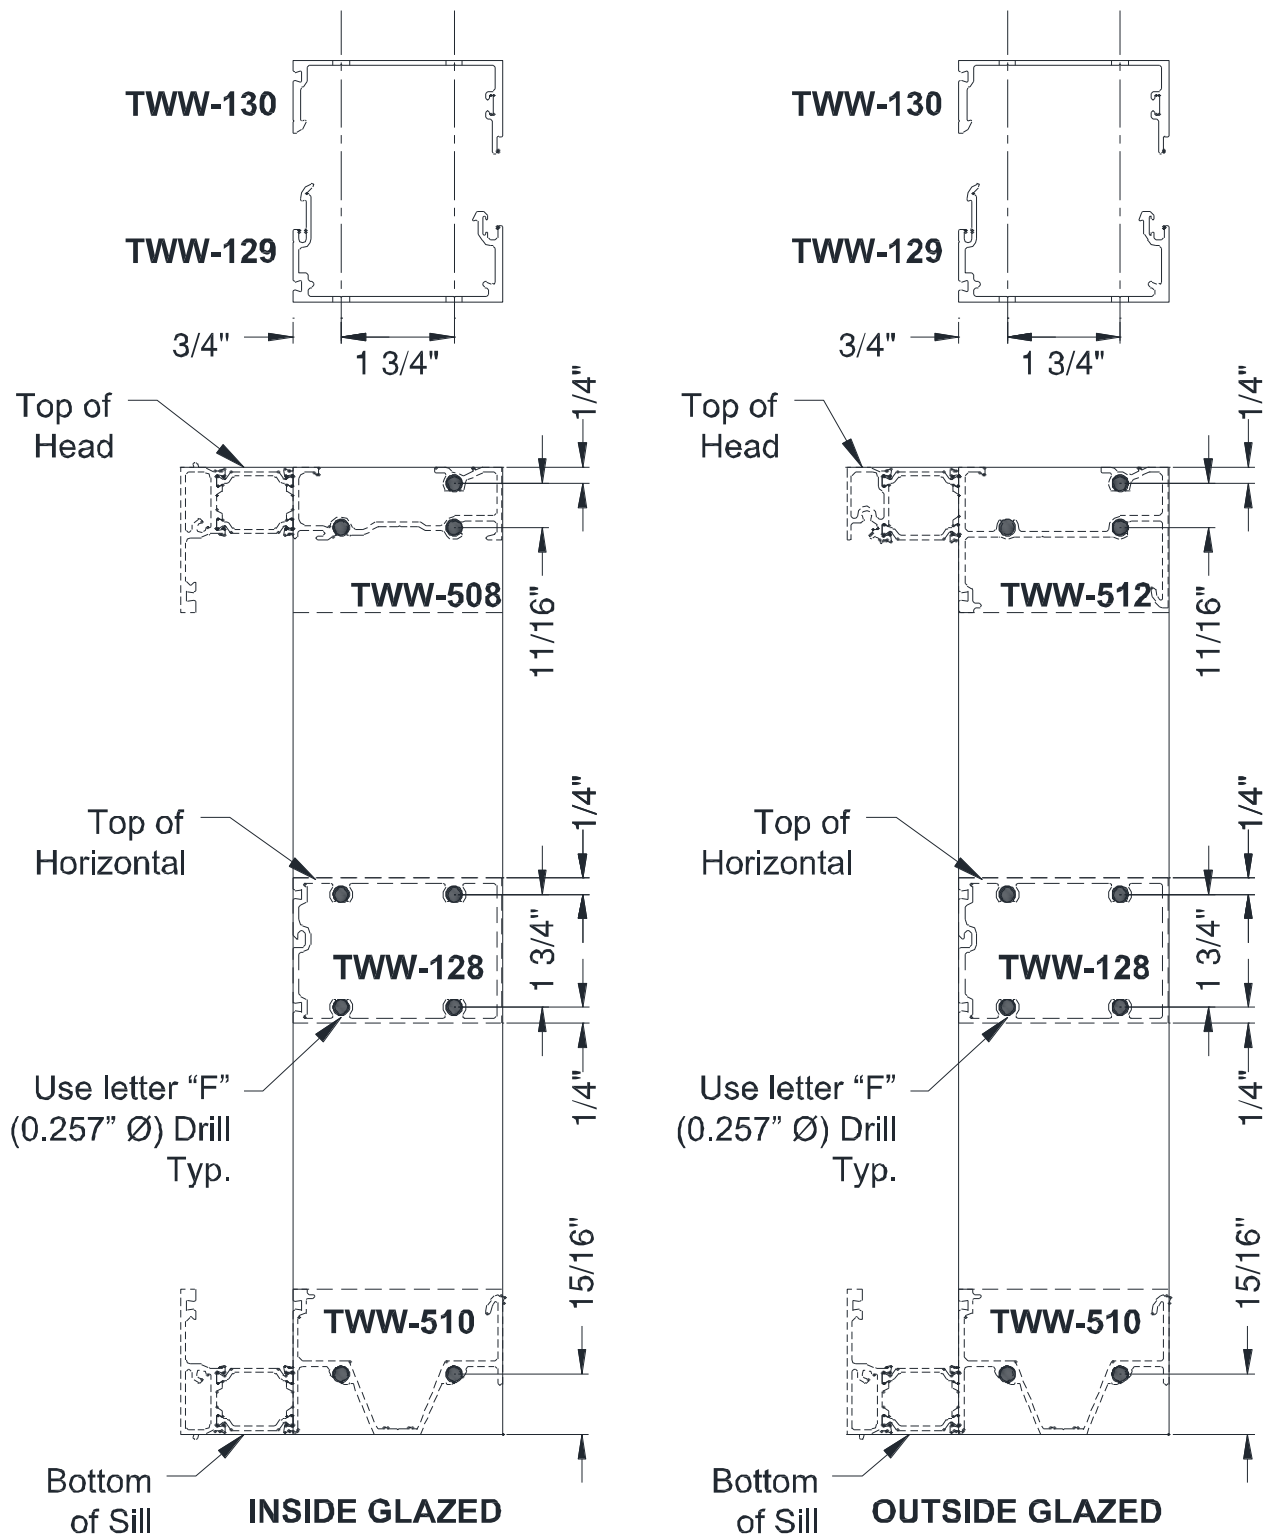 TWW-130
TWW-129
3/4"
1 3/4"
1/4"
Top of
Head
TWW-508
11/16"
1/4"
Top of
Horizontal
TWW-128
1 3/4"
Use letter “F”
(0.257” Ø) Drill
Typ.
1/4"
15/16"
TWW-510
Bottom
of Sill
INSIDE GLAZED
TWW-130
TWW-129
3/4"
1 3/4"
1/4"
Top of
Head
TWW-512
11/16"
1/4"
Top of
Horizontal
TWW-128
1 3/4"
Use letter “F”
(0.257” Ø) Drill
Typ.
1/4"
15/16"
TWW-510
Bottom
of Sill
OUTSIDE GLAZED